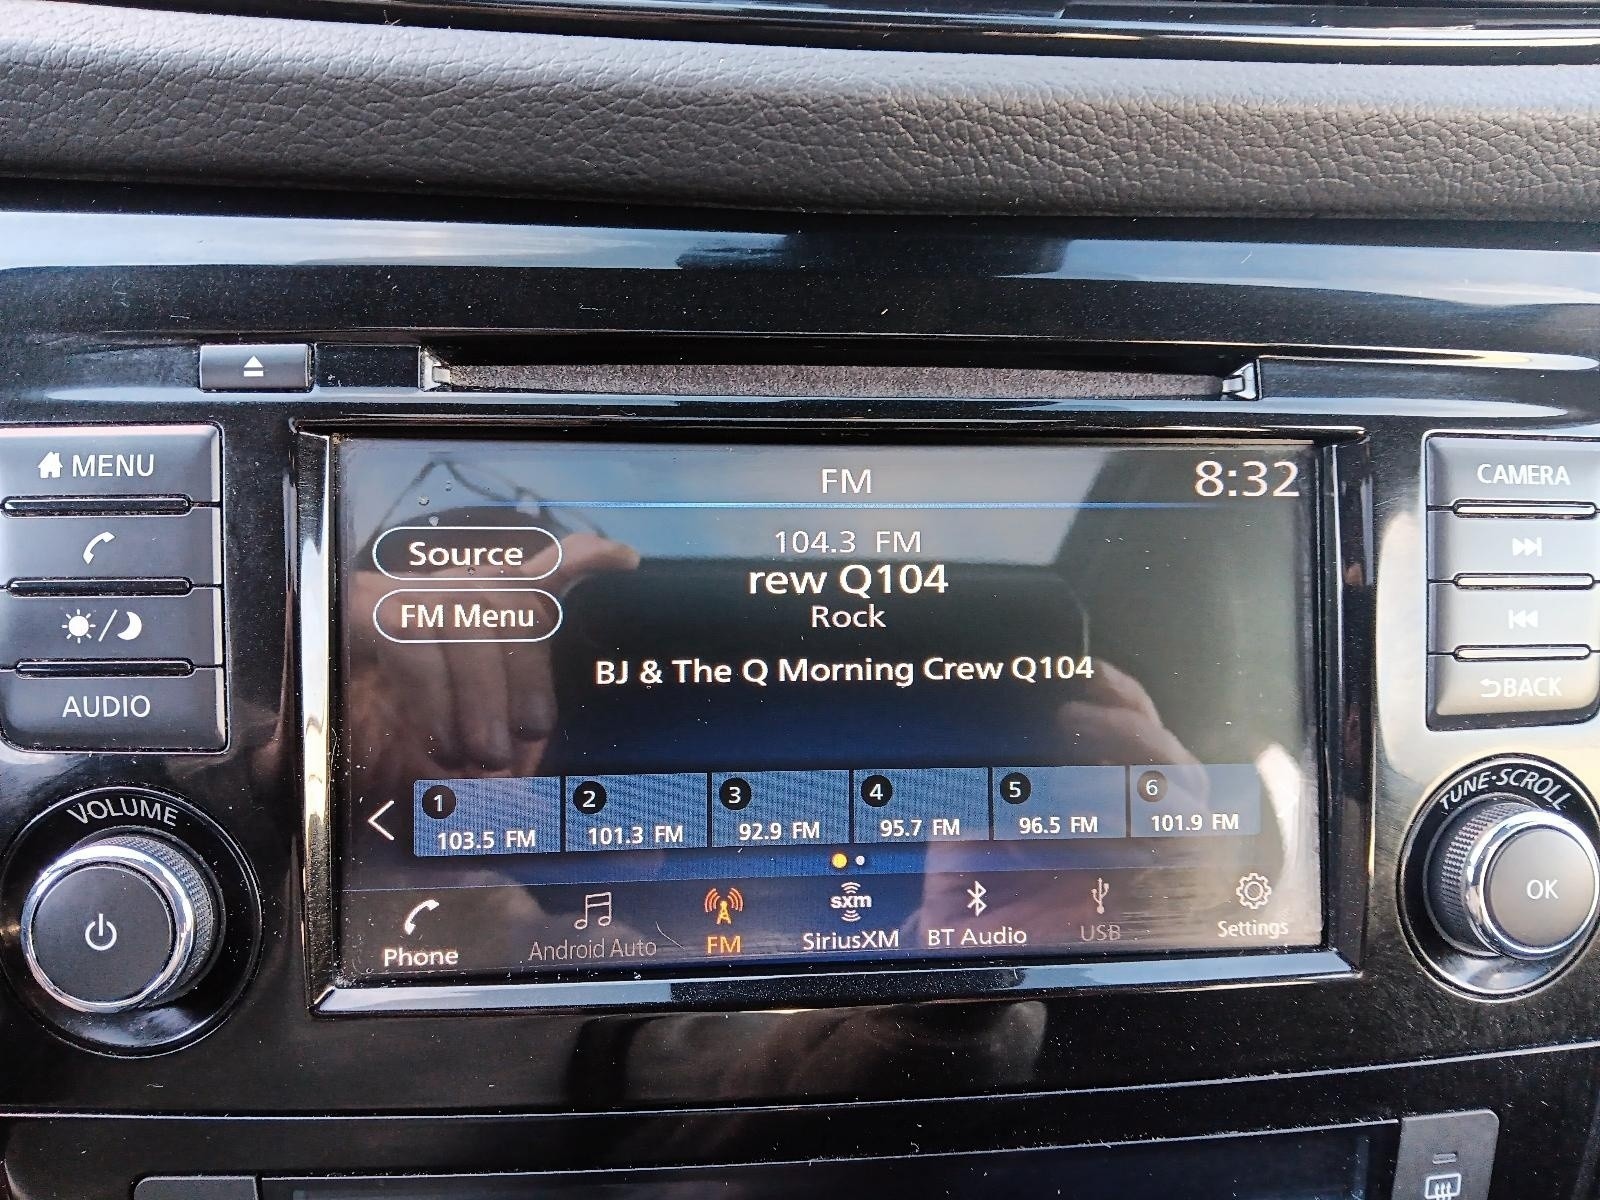 MENU
AUDIO
VOLUME
FM 8:32
Source
FM Menu
104.3 FM
rew Q104
Rock
BJ & The Q Morning Crew Q104
1 2 3 4 5 6
103.5 FM 101.3 FM 92.9 FM 95.7 FM 96.5 FM 101.9 FM
Phone Android Auto FM SiriusXM BT Audio USB Settings
sxm
CAMERA
BACK
TUNE·SCROLL
OK